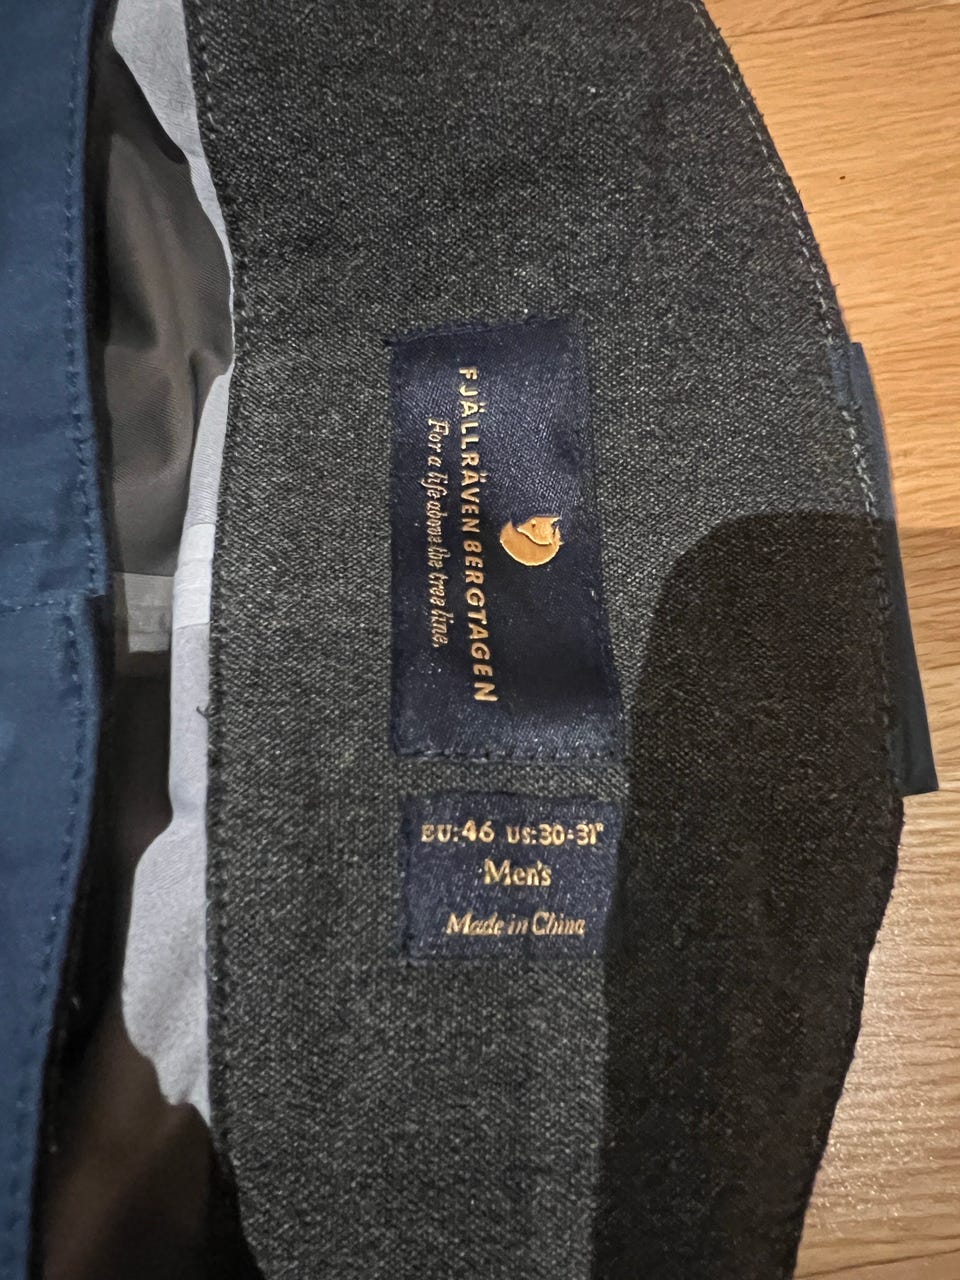 FJÄLLRÄVEN BERGTAGEN
For a life above the tree line.
EU:46 US:30-31"
Men's
Made in China